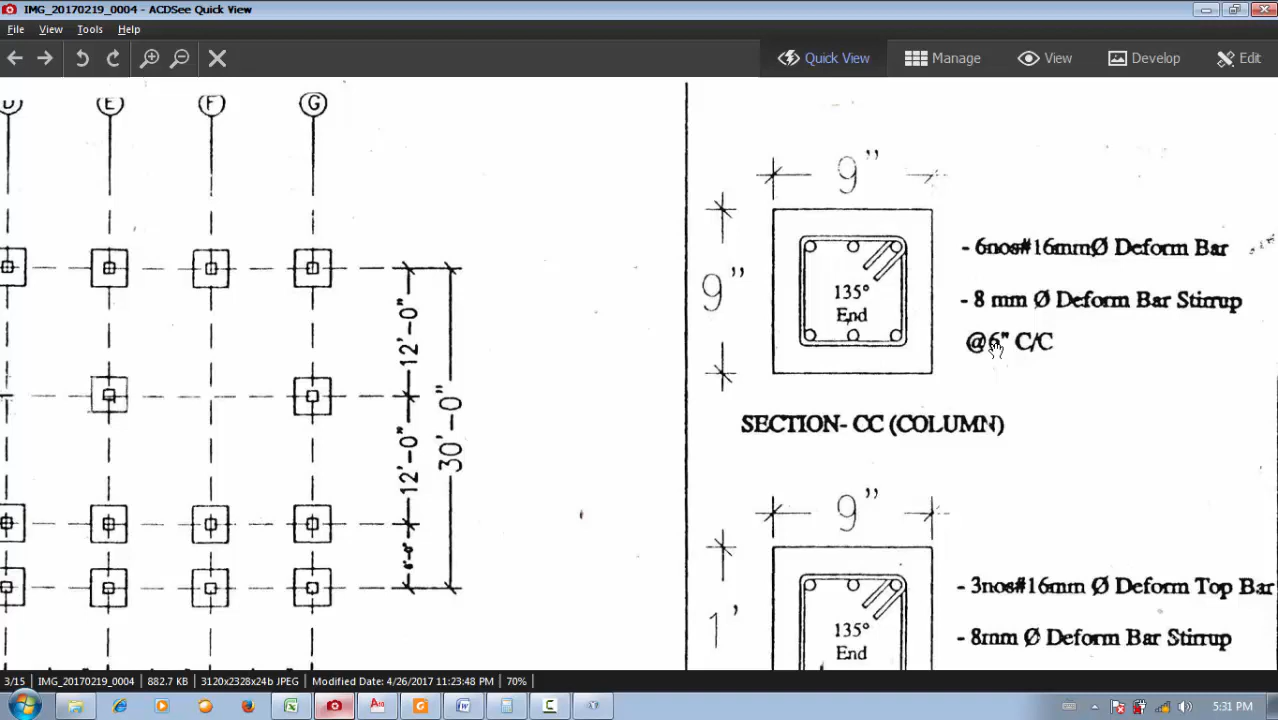 IMG_20170219_0004 - ACDSee Quick View
File View Tools Help
Quick View Manage View Develop Edit
E F G
9”
9”
135°
End
- 6nos#16mmØ Deform Bar
- 8 mm Ø Deform Bar Stirrup
@6" C/C
SECTION- CC (COLUMN)
12'-0"
12'-0"
6'-0"
30'-0"
9”
1'
135°
End
- 3nos#16mm Ø Deform Top Bar
- 8mm Ø Deform Bar Stirrup
3/15 IMG_20170219_0004 882.7 KB 3120x2328x24b JPEG Modified Date: 4/26/2017 11:23:48 PM 70%
5:31 PM